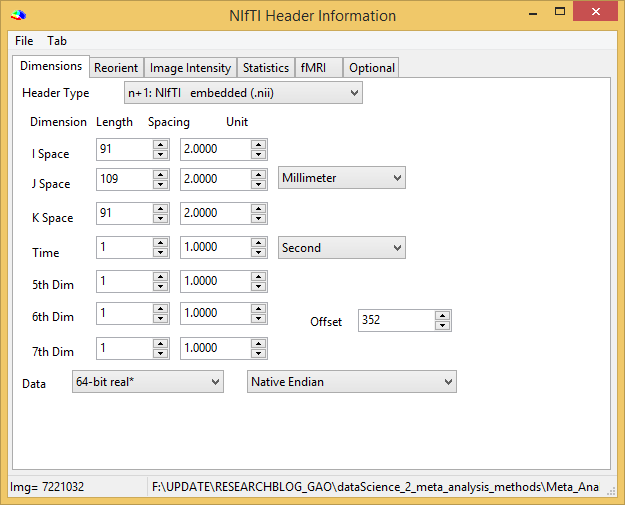 NIfTI Header Information
File Tab
Dimensions Reorient Image Intensity Statistics fMRI Optional
Header Type n+1: NIfTI embedded (.nii)
Dimension Length Spacing Unit
I Space 91 2.0000
J Space 109 2.0000 Millimeter
K Space 91 2.0000
Time 1 1.0000 Second
5th Dim 1 1.0000
6th Dim 1 1.0000 Offset 352
7th Dim 1 1.0000
Data 64-bit real* Native Endian
Img= 7221032 F:\UPDATE\RESEARCHBLOG_GAO\dataScience_2_meta_analysis_methods\Meta_Ana